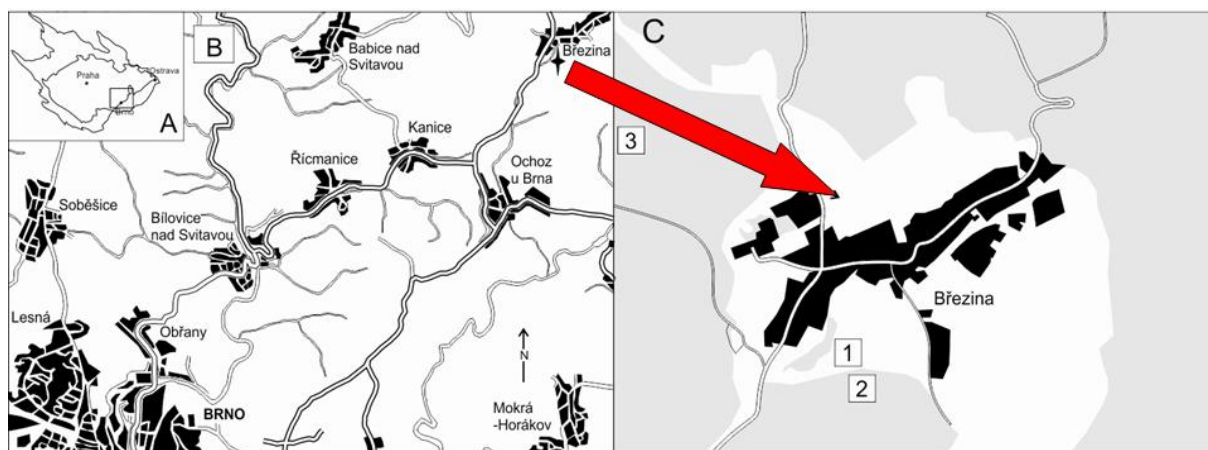 Praha
Ostrava
Brno
A
B
Babice nad
Svitavou
Březina
Kanice
Řícmanice
Ochoz
u Brna
Soběšice
Bílovice
nad Svitavou
Lesná
Obřany
N
BRNO
Mokrá
-Horákov
C
3
Březina
1
2